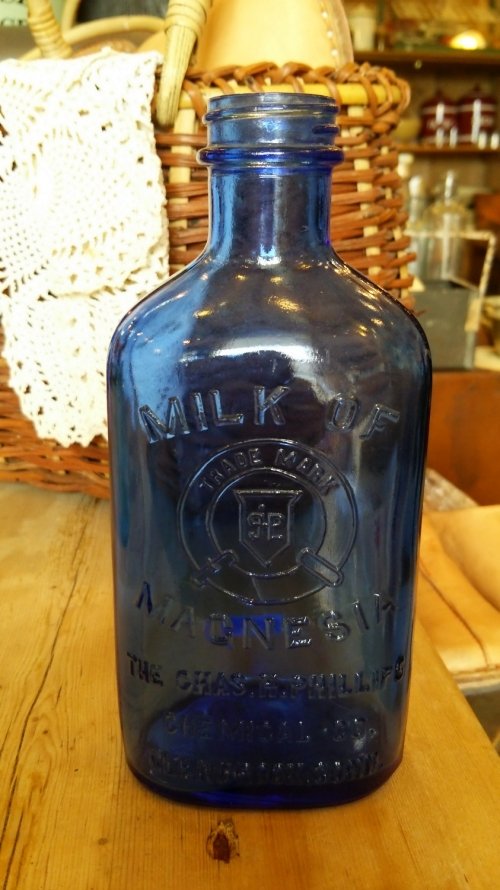 MILK OF
TRADE MARK
MAGNESIA
THE CHAS. H. PHILLIPS
CHEMICAL CO.